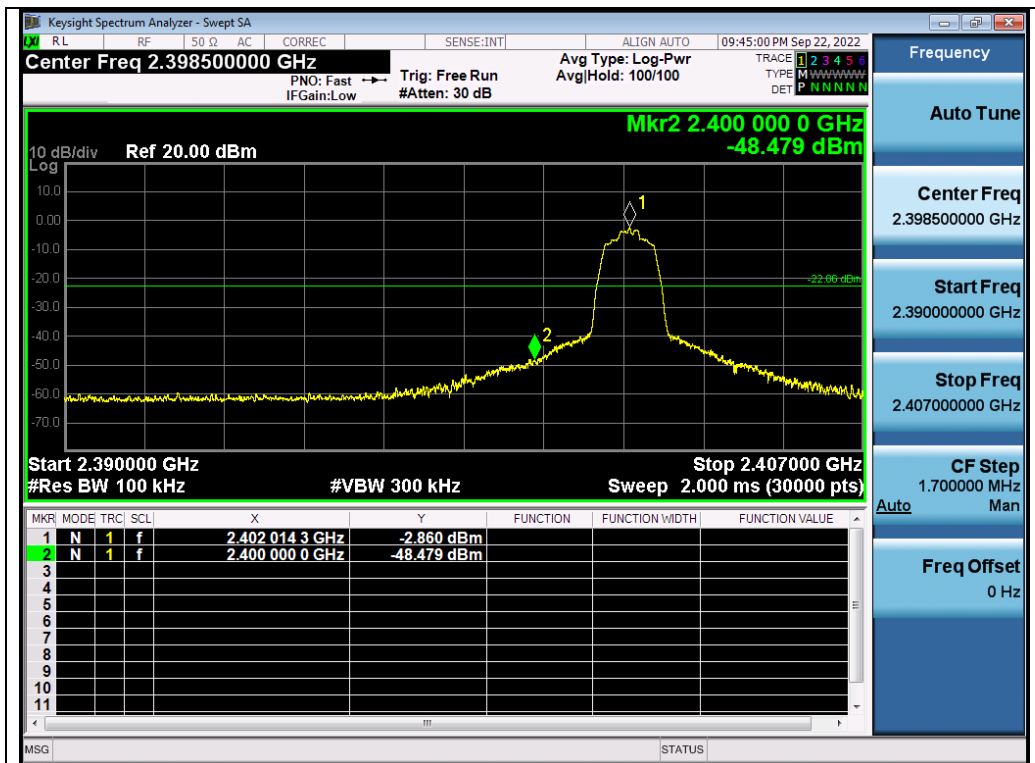 Keysight Spectrum Analyzer - Swept SA
LXI RL RF 50 Ω AC CORREC SENSE:INT ALIGN AUTO 09:45:00 PM Sep 22, 2022
Center Freq 2.398500000 GHz
PNO: Fast
IFGain:Low
Trig: Free Run
#Atten: 30 dB
Avg Type: Log-Pwr
Avg|Hold: 100/100
TRACE 1 2 3 4 5 6
TYPE M WWWWW
DET P N N N N N
Mkr2 2.400 000 0 GHz
-48.479 dBm
10 dB/div Ref 20.00 dBm
Log
10.0
0.00
-10.0
-20.0
-30.0
-40.0
-50.0
-60.0
-70.0
1
2
-22.86 dBm
Start 2.390000 GHz Stop 2.407000 GHz
#Res BW 100 kHz #VBW 300 kHz Sweep 2.000 ms (30000 pts)
MKR MODE TRC SCL X Y FUNCTION FUNCTION WIDTH FUNCTION VALUE
1 N 1 f 2.402 014 3 GHz -2.860 dBm
2 N 1 f 2.400 000 0 GHz -48.479 dBm
3
4
5
6
7
8
9
10
11
MSG STATUS
Frequency
Auto Tune
Center Freq
2.398500000 GHz
Start Freq
2.390000000 GHz
Stop Freq
2.407000000 GHz
CF Step
1.700000 MHz
Auto Man
Freq Offset
0 Hz